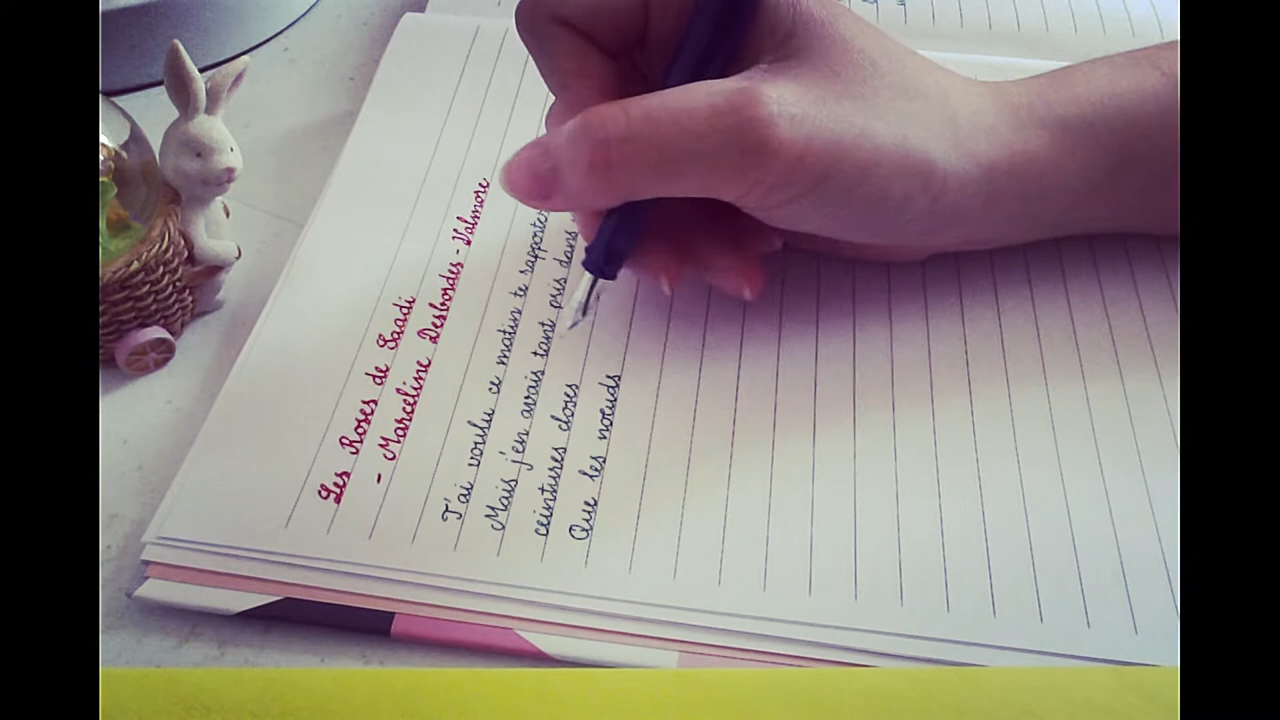 Les Roses de Saadi
- Marceline Desbordes-Valmore
J'ai voulu ce matin te rapporter
Mais j'en avais tant pris dans
ceintures closes
Que les nœuds